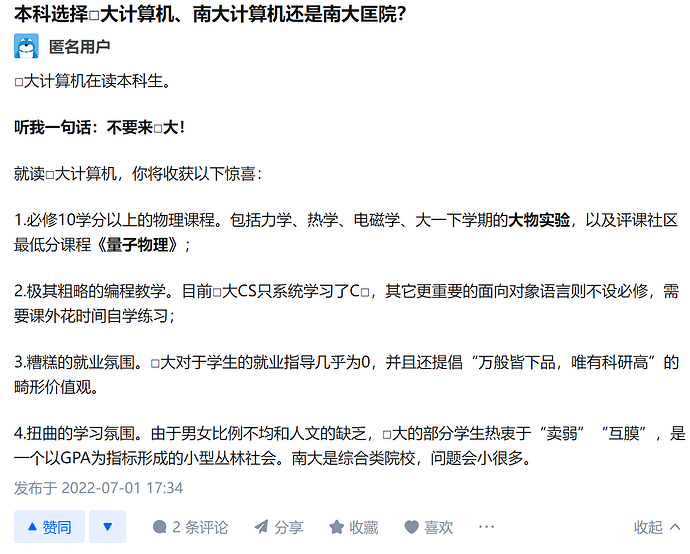 本科选择□大计算机、南大计算机还是南大匡院？
匿名用户
□大计算机在读本科生。
听我一句话：不要来□大！
就读□大计算机，你将收获以下惊喜：
1.必修10学分以上的物理课程。包括力学、热学、电磁学、大一下学期的大物实验，以及评课社区
最低分课程《量子物理》；
2.极其粗略的编程教学。目前□大CS只系统学习了C□，其它更重要的面向对象语言则不设必修，需
要课外花时间自学练习；
3.糟糕的就业氛围。□大对于学生的就业指导几乎为0，并且还提倡“万般皆下品，唯有科研高”的
畸形价值观。
4.扭曲的学习氛围。由于男女比例不均和人文的缺乏，□大的部分学生热衷于“卖弱”“互膜”，是
一个以GPA为指标形成的小型丛林社会。南大是综合类院校，问题会小很多。
发布于 2022-07-01 17:34
赞同 2 条评论 分享 收藏 喜欢 ··· 收起